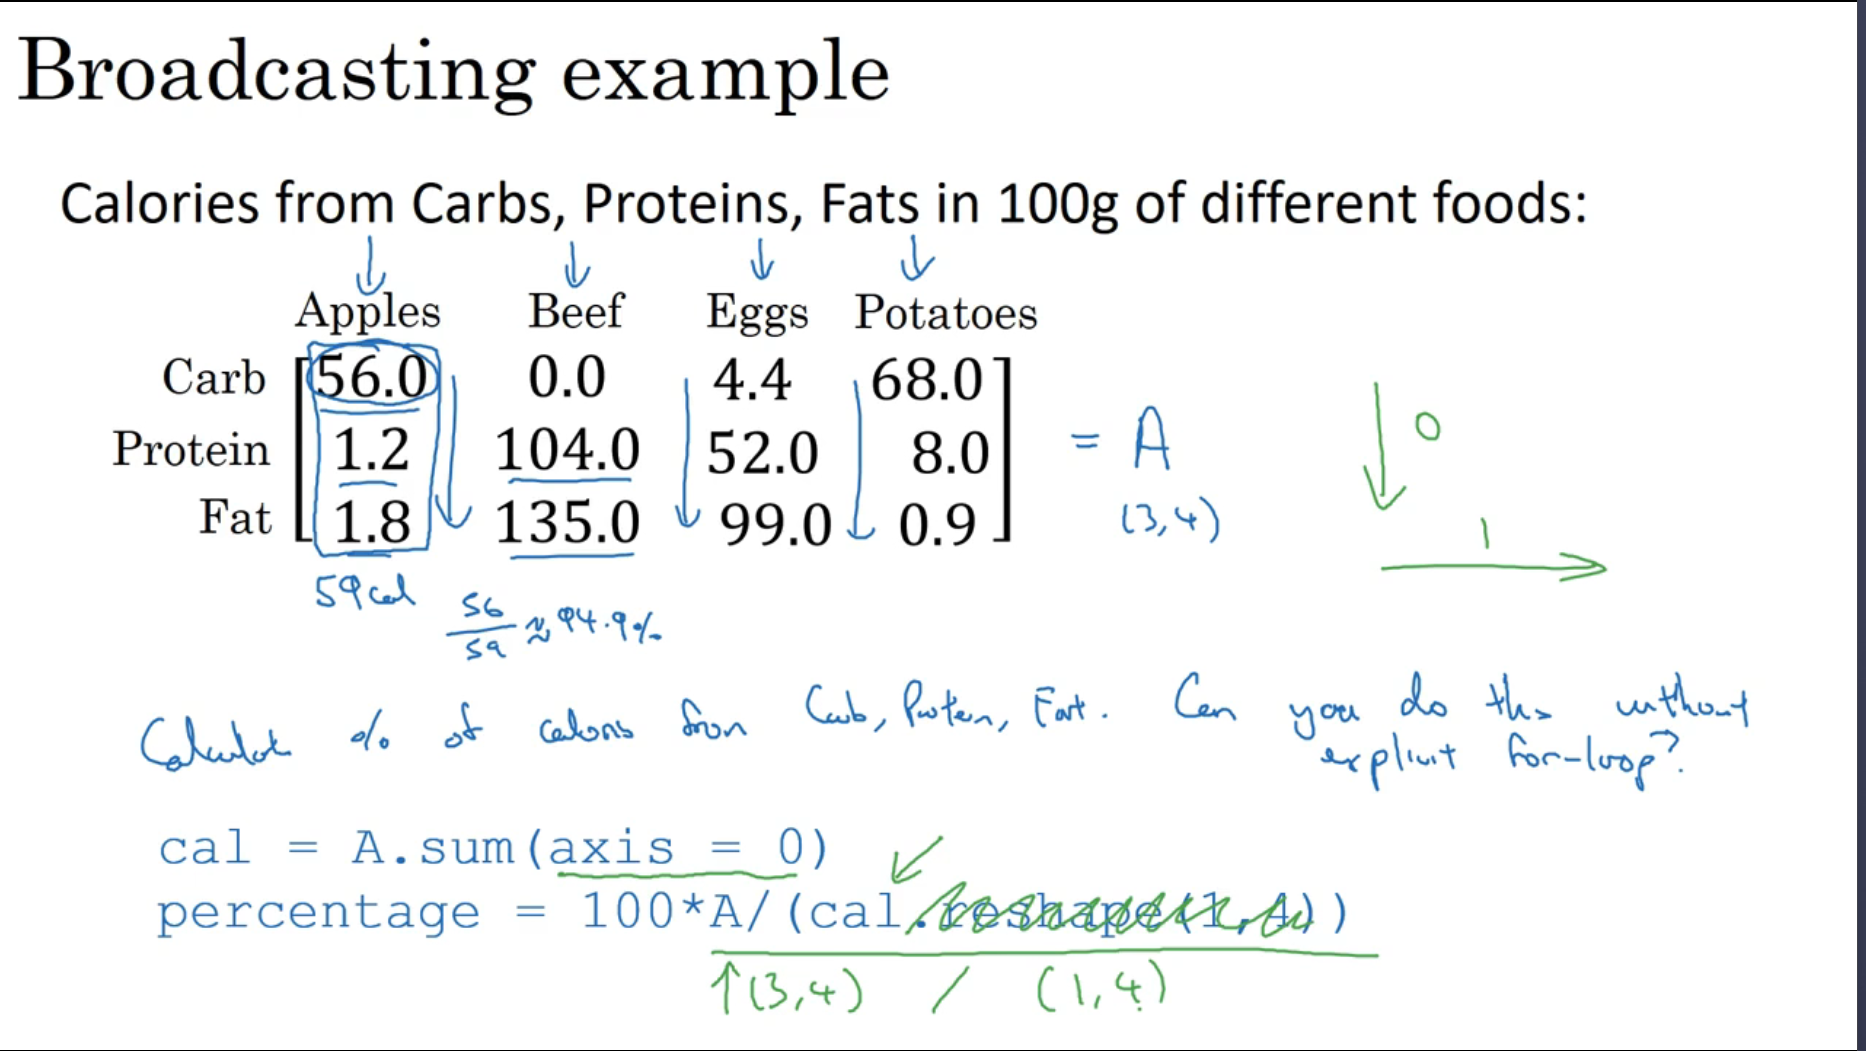 Broadcasting example
Calories from Carbs, Proteins, Fats in 100g of different foods:
Apples Beef Eggs Potatoes
Carb 56.0 0.0 4.4 68.0
Protein 1.2 104.0 52.0 8.0
Fat 1.8 135.0 99.0 0.9
= A
(3,4)
0
1
59 cal
56/59 ≈ 94.9%
Calculate % of calories from Carb, Protein, Fat. Can you do this without
explicit for-loop?
cal = A.sum(axis = 0)
percentage = 100*A/(cal.reshape(1,4))
(3,4) / (1,4)